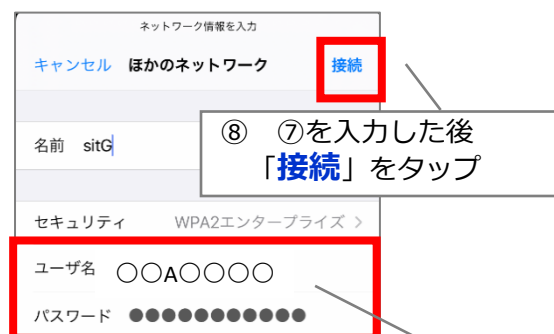 ネットワーク情報を入力
キャンセル ほかのネットワーク 接続
名前 sitG
⑧ ⑦を入力した後
「接続」をタップ
セキュリティ WPA2エンタープライズ >
ユーザ名 〇〇A〇〇〇〇
パスワード ●●●●●●●●●●●